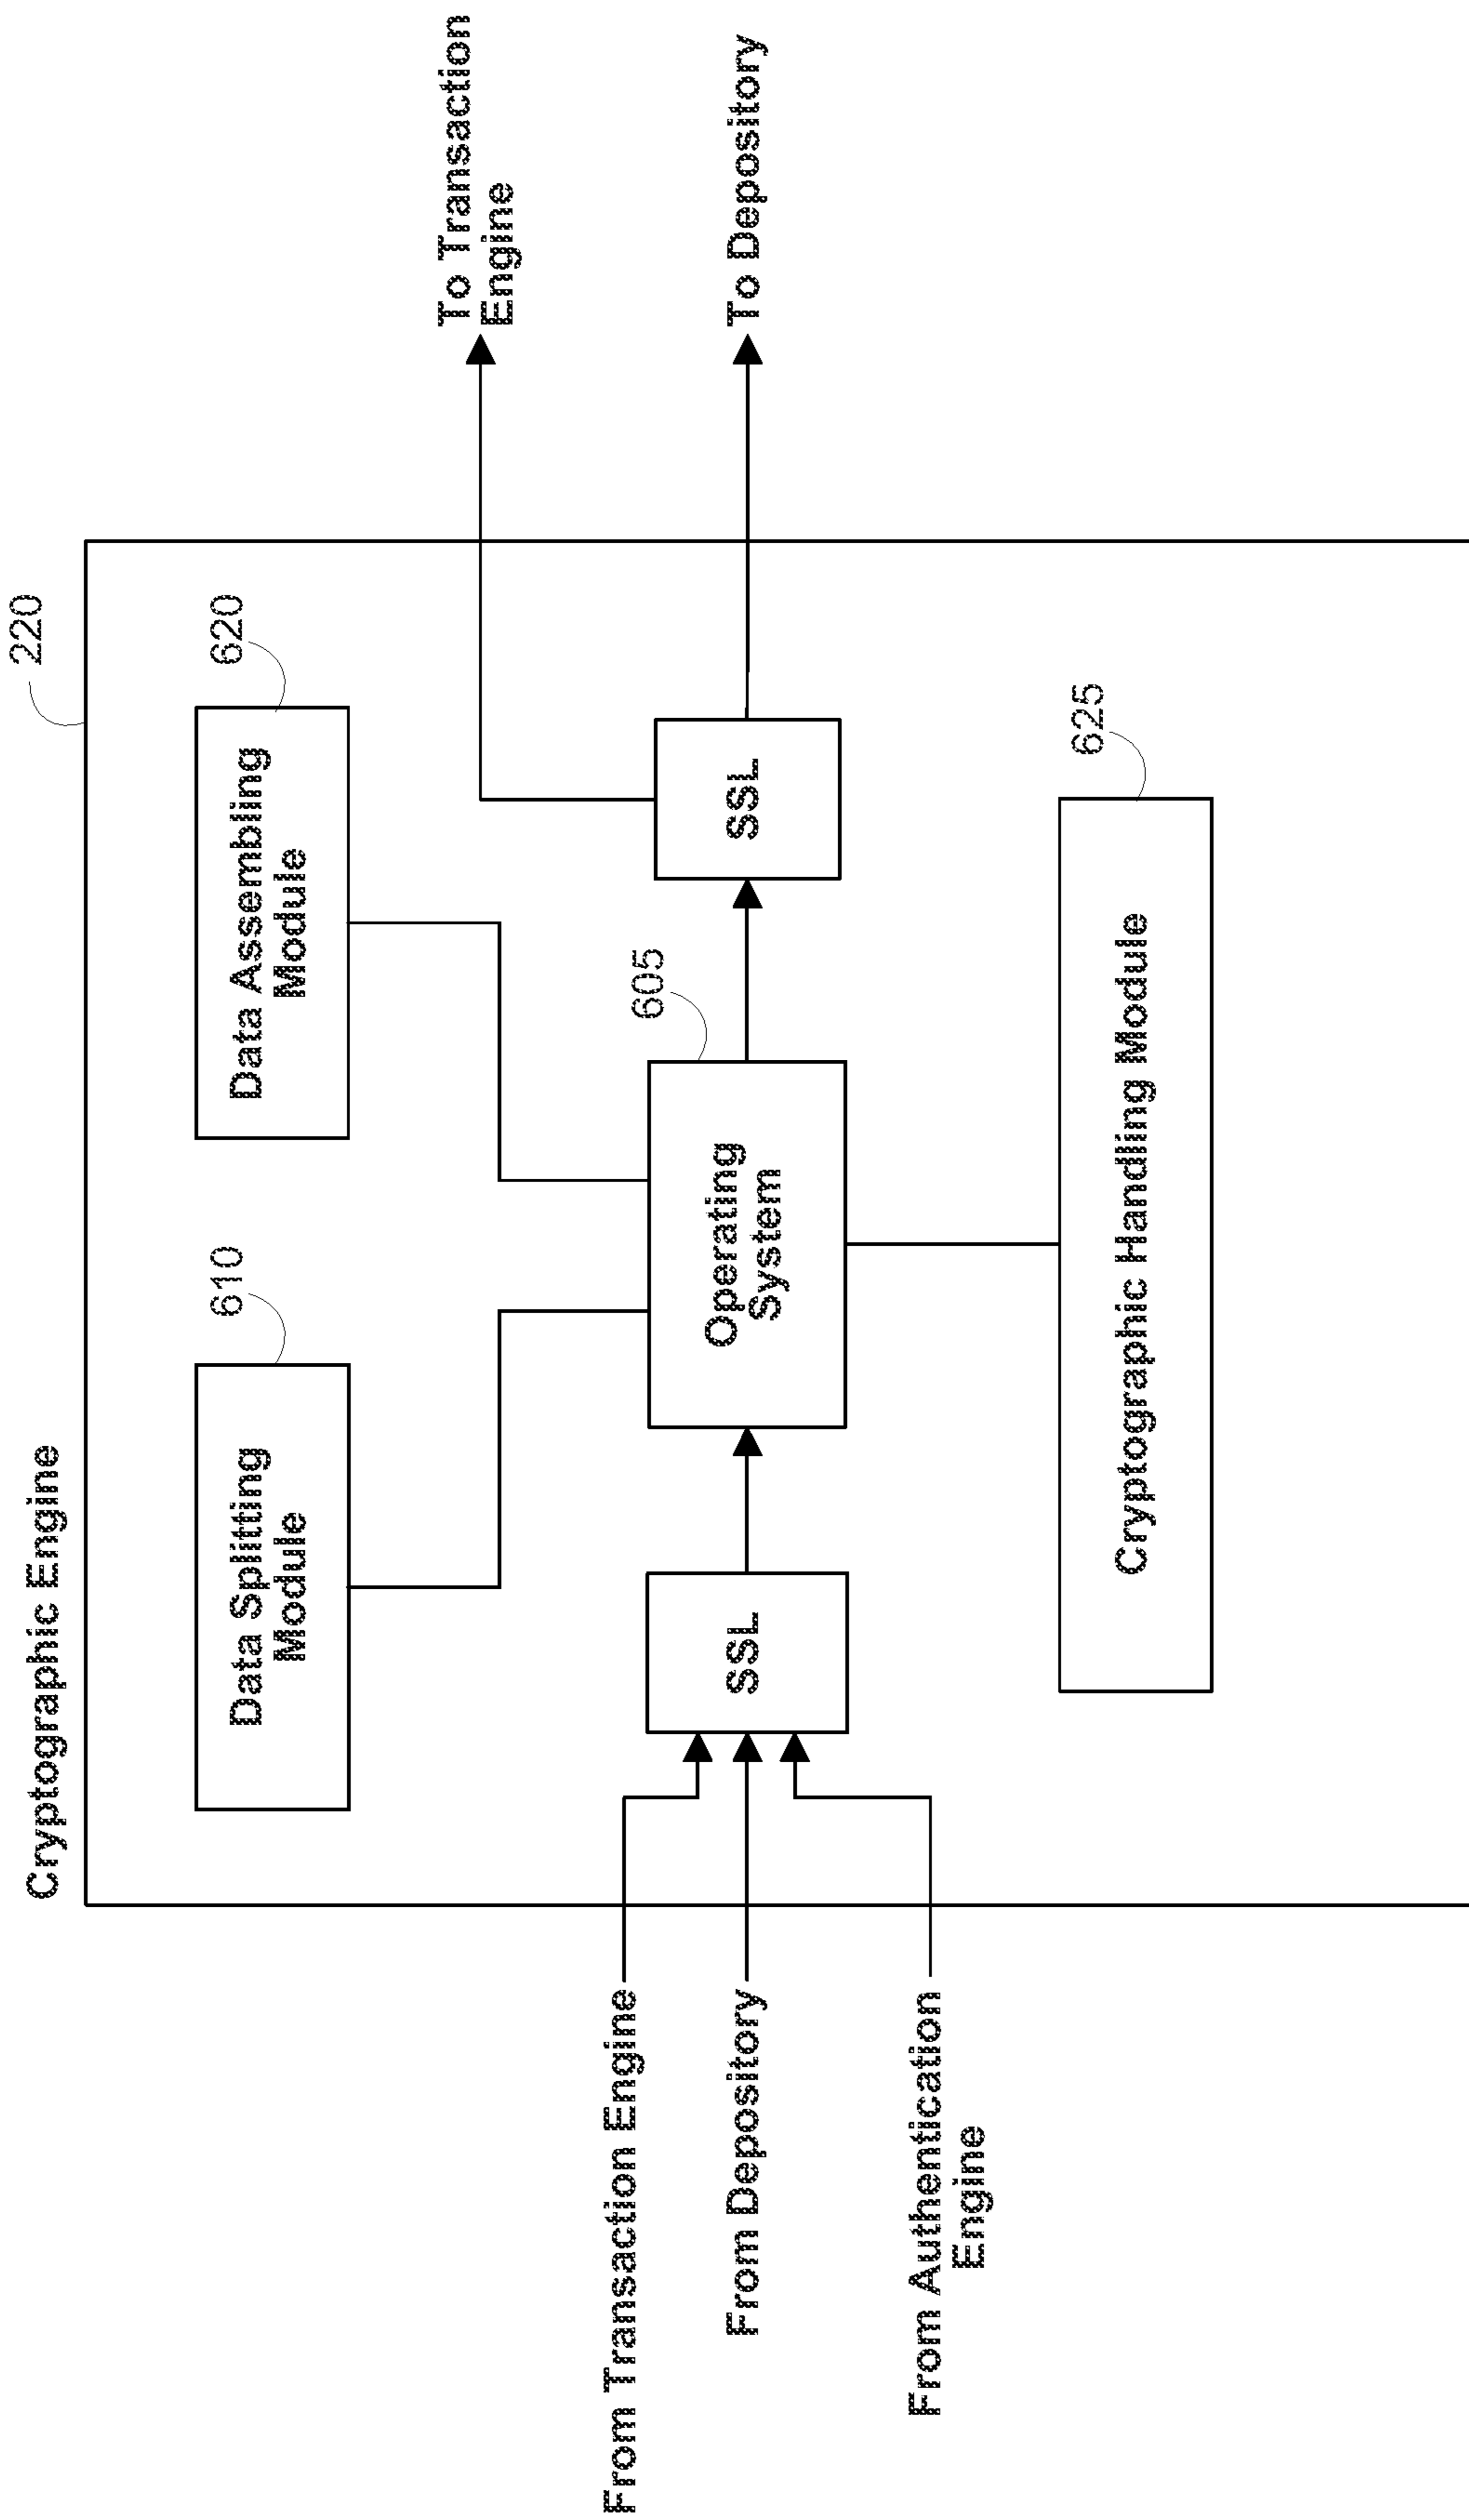 Cryptographic Engine
220
Data Splitting
Module
610
Data Assembling
Module
620
From Transaction Engine
From Depository
From Authentication
Engine
SSL
Operating
System
605
SSL
To Transaction
Engine
To Depository
Cryptographic Handling Module
625